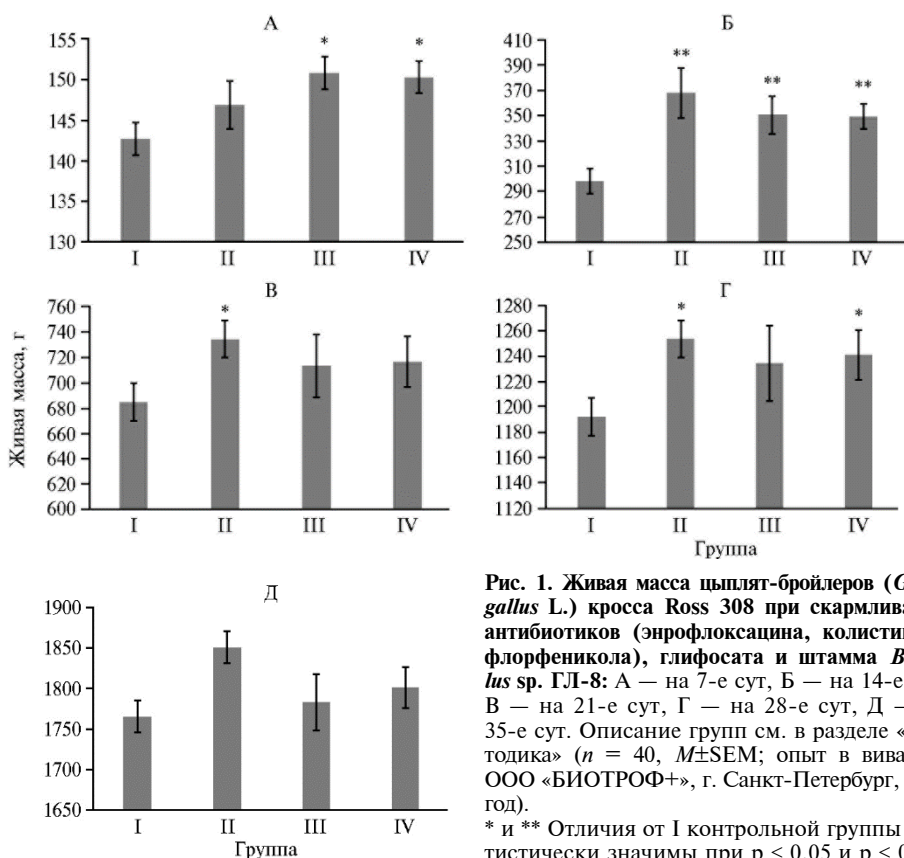 А
155
150
145
140
135
130
* *
I II III IV
Б
410
390
370
350
330
310
290
270
250
** ** **
I II III IV
Живая масса, г
В
760
740
720
700
680
660
640
620
600
*
I II III IV
Г
1280
1260
1240
1220
1200
1180
1160
1140
1120
* *
I II III IV
Группа
Д
1900
1850
1800
1750
1700
1650
I II III IV
Группа
Рис. 1. Живая масса цыплят-бройлеров (G
gallus L.) кросса Ross 308 при скармлива
антибиотиков (энрофлоксацина, колистин
флорфеникола), глифосата и штамма B
lus sp. ГЛ-8: А — на 7-е сут, Б — на 14-е
В — на 21-е сут, Г — на 28-е сут, Д —
35-е сут. Описание групп см. в разделе «
тодика» (n = 40, M±SEM; опыт в вива
ООО «БИОТРОФ+», г. Санкт-Петербург,
год).
* и ** Отличия от I контрольной группы
тистически значимы при p < 0,05 и p < 0